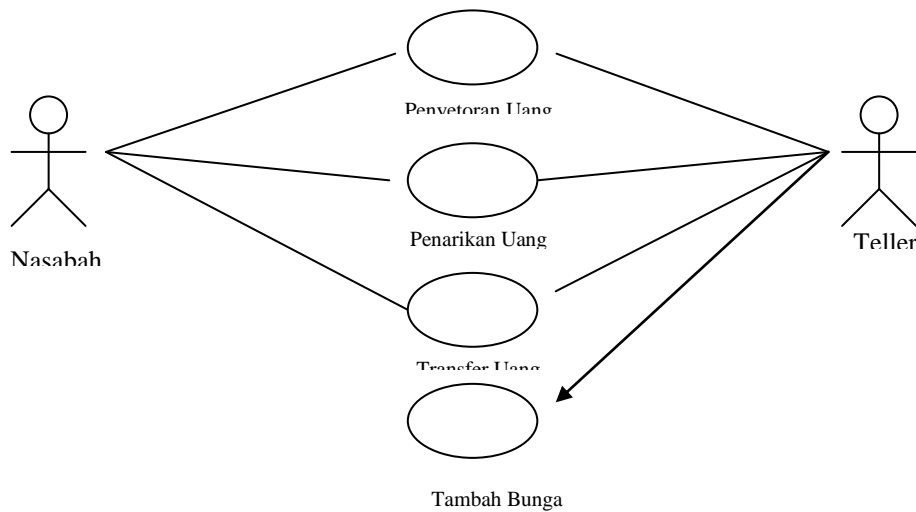 Penyetoran Uang
Penarikan Uang
Nasabah
Teller
Transfer Uang
Tambah Bunga